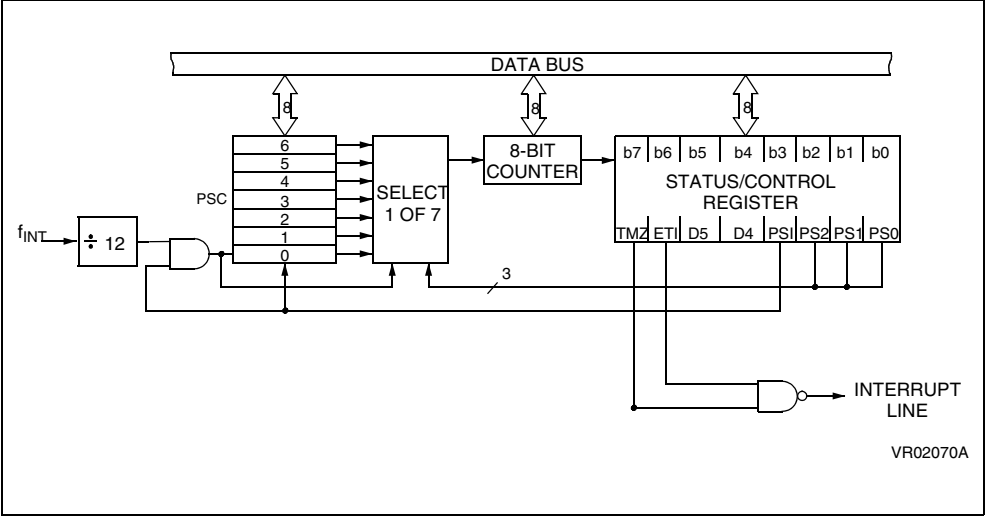 DATA BUS
8 8 8
6
5
4
3
2
1
0
PSC
fINT
÷ 12
SELECT
1 OF 7
8-BIT
COUNTER
b7 b6 b5 b4 b3 b2 b1 b0
STATUS/CONTROL
REGISTER
TMZ ETI D5 D4 PSI PS2 PS1 PS0
3
INTERRUPT
LINE
VR02070A